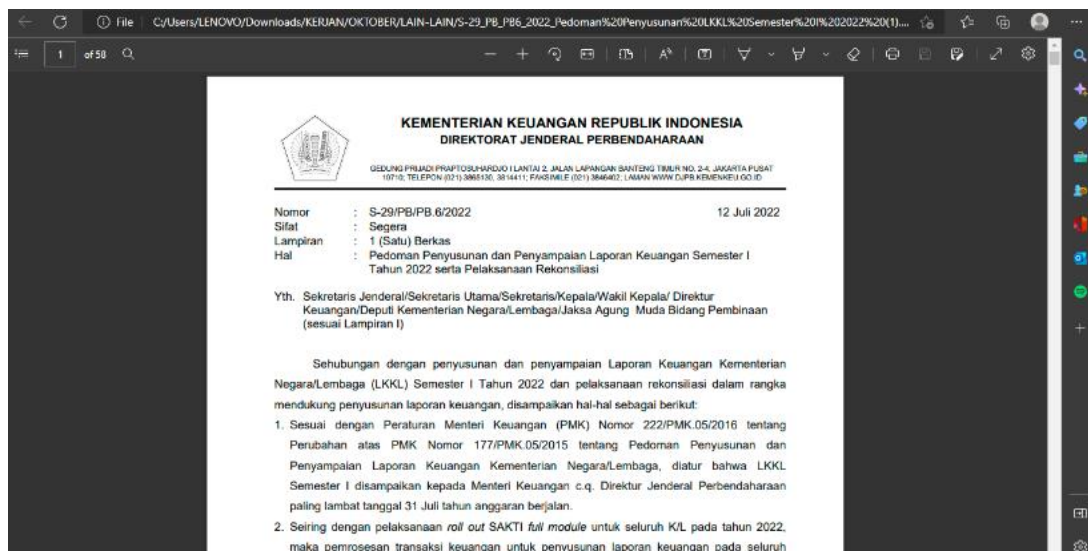 File C:/Users/LENOVO/Downloads/KERJAN/OKTOBER/LAIN-LAIN/S-29_PB_PB6_2022_Pedoman%20Penyusunan%20LKKL%20Semester%20I%202022%20(1)....
1 of 58
KEMENTERIAN KEUANGAN REPUBLIK INDONESIA
DIREKTORAT JENDERAL PERBENDAHARAAN
GEDUNG PRIJADI PRAPTOSUHARDJO I LANTAI 2, JALAN LAPANGAN BANTENG TIMUR NO. 2-4, JAKARTA PUSAT
10710; TELEPON (021) 3865130, 3814411; FAKSIMILE (021) 3846402; LAMAN WWW.DJPB.KEMENKEU.GO.ID
Nomor : S-29/PB/PB.6/2022 12 Juli 2022
Sifat : Segera
Lampiran : 1 (Satu) Berkas
Hal : Pedoman Penyusunan dan Penyampaian Laporan Keuangan Semester I
Tahun 2022 serta Pelaksanaan Rekonsiliasi
Yth. Sekretaris Jenderal/Sekretaris Utama/Sekretaris/Kepala/Wakil Kepala/ Direktur
Keuangan/Deputi Kementerian Negara/Lembaga/Jaksa Agung Muda Bidang Pembinaan
(sesuai Lampiran I)
Sehubungan dengan penyusunan dan penyampaian Laporan Keuangan Kementerian
Negara/Lembaga (LKKL) Semester I Tahun 2022 dan pelaksanaan rekonsiliasi dalam rangka
mendukung penyusunan laporan keuangan, disampaikan hal-hal sebagai berikut:
1. Sesuai dengan Peraturan Menteri Keuangan (PMK) Nomor 222/PMK.05/2016 tentang
Perubahan atas PMK Nomor 177/PMK.05/2015 tentang Pedoman Penyusunan dan
Penyampaian Laporan Keuangan Kementerian Negara/Lembaga, diatur bahwa LKKL
Semester I disampaikan kepada Menteri Keuangan c.q. Direktur Jenderal Perbendaharaan
paling lambat tanggal 31 Juli tahun anggaran berjalan.
2. Seiring dengan pelaksanaan roll out SAKTI full module untuk seluruh K/L pada tahun 2022,
maka pemrosesan transaksi keuangan untuk penyusunan laporan keuangan pada seluruh